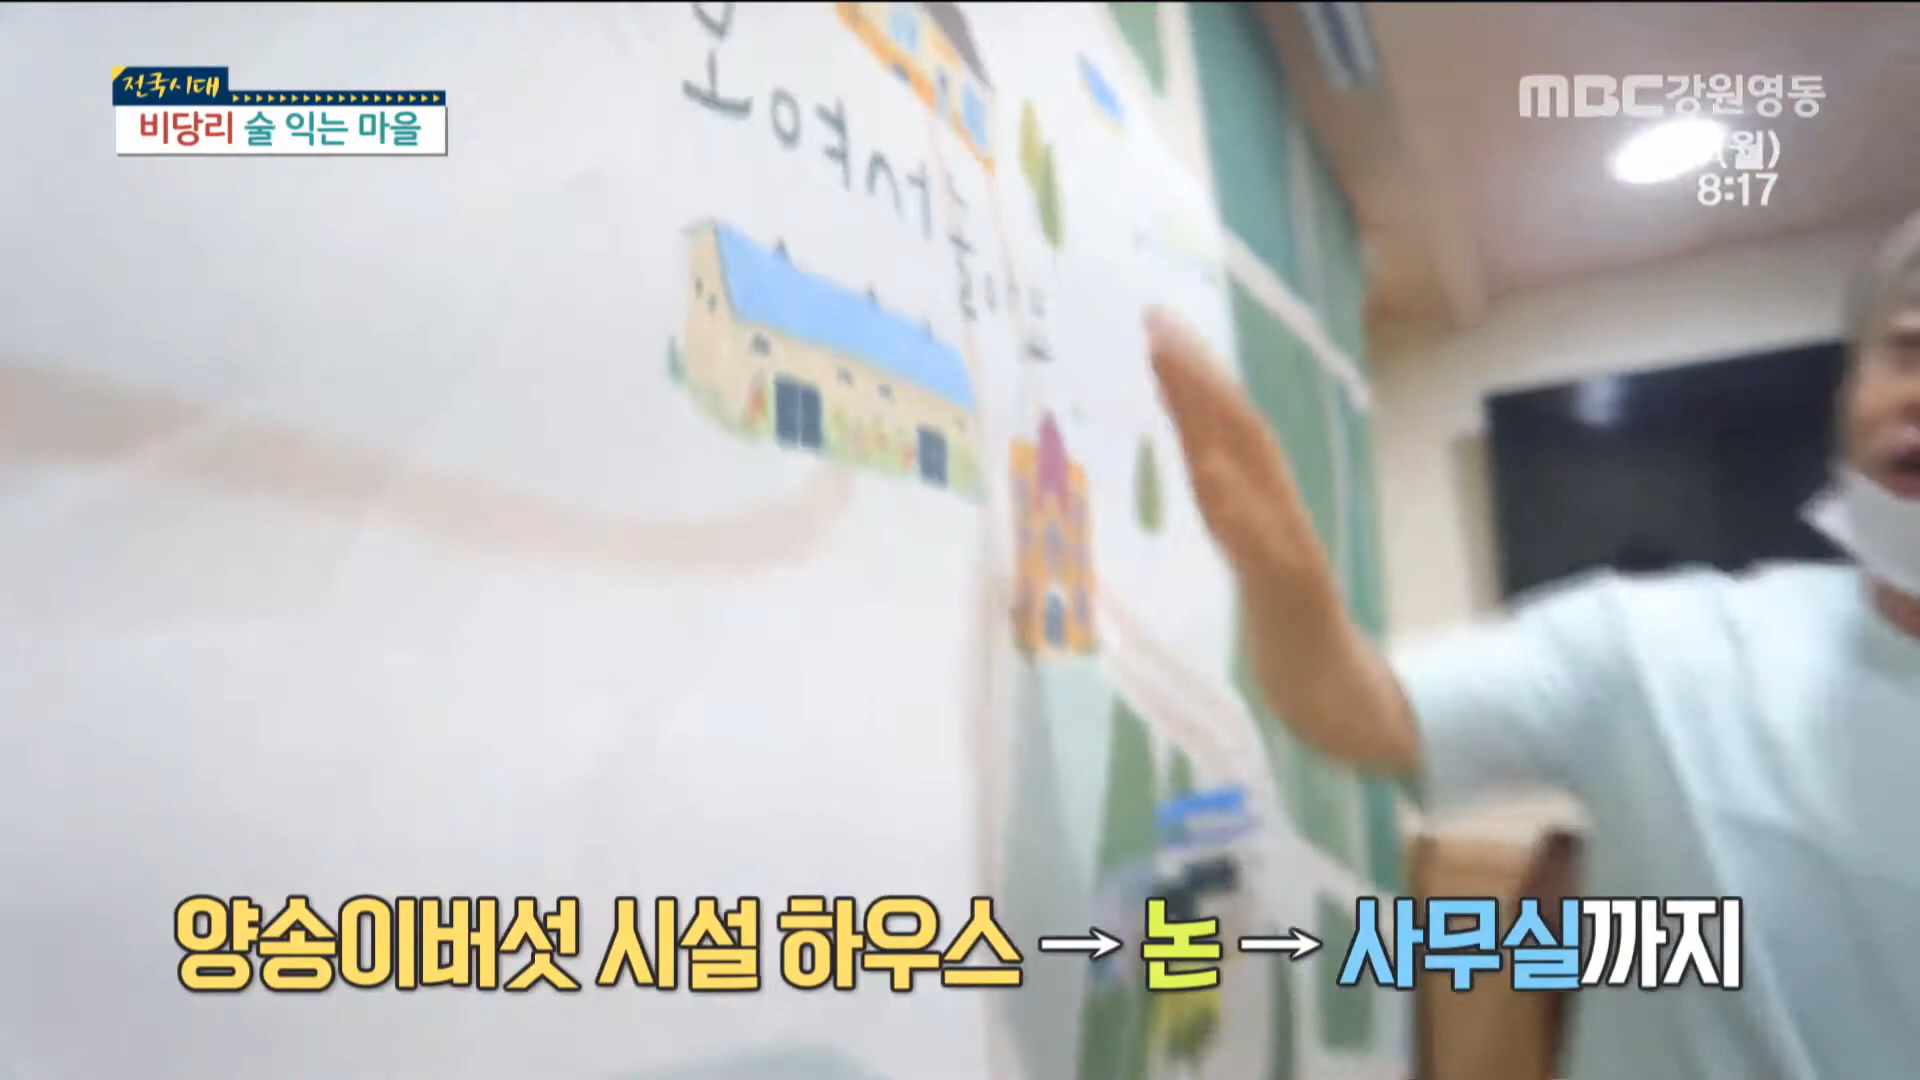 전국시대
비당리 술 익는 마을
MBC강원영동
(월)
8:17
양송이버섯 시설 하우스→논→사무실까지